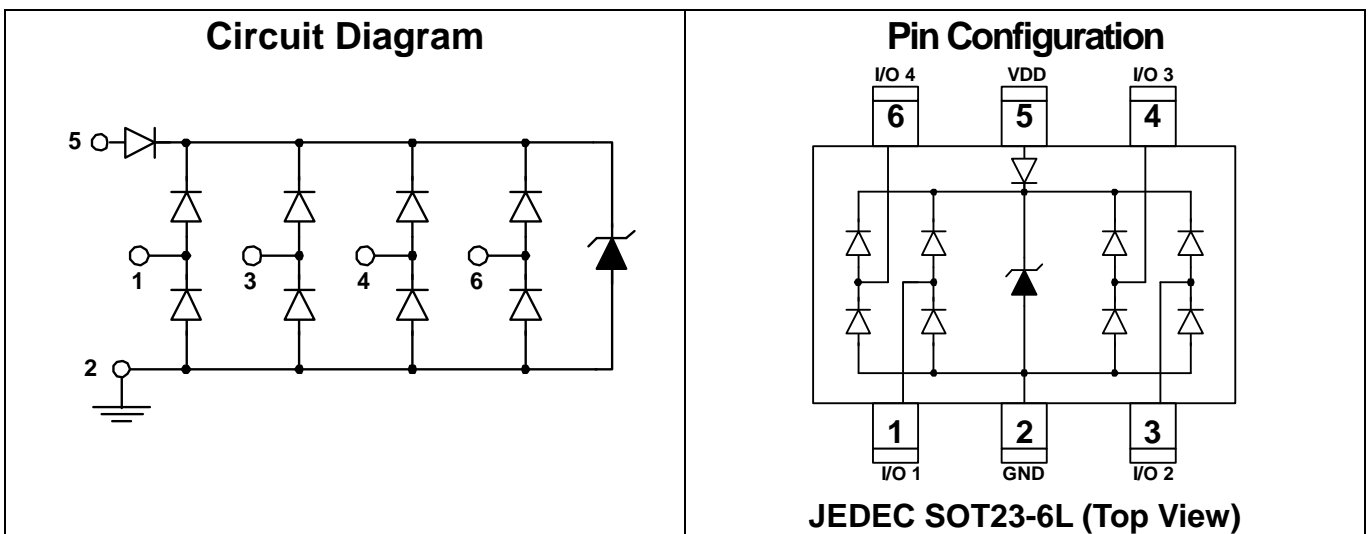 Circuit Diagram
5
1
3
4
6
2
Pin Configuration
I/O 4 VDD I/O 3
6 5 4
1 2 3
I/O 1 GND I/O 2
JEDEC SOT23-6L (Top View)